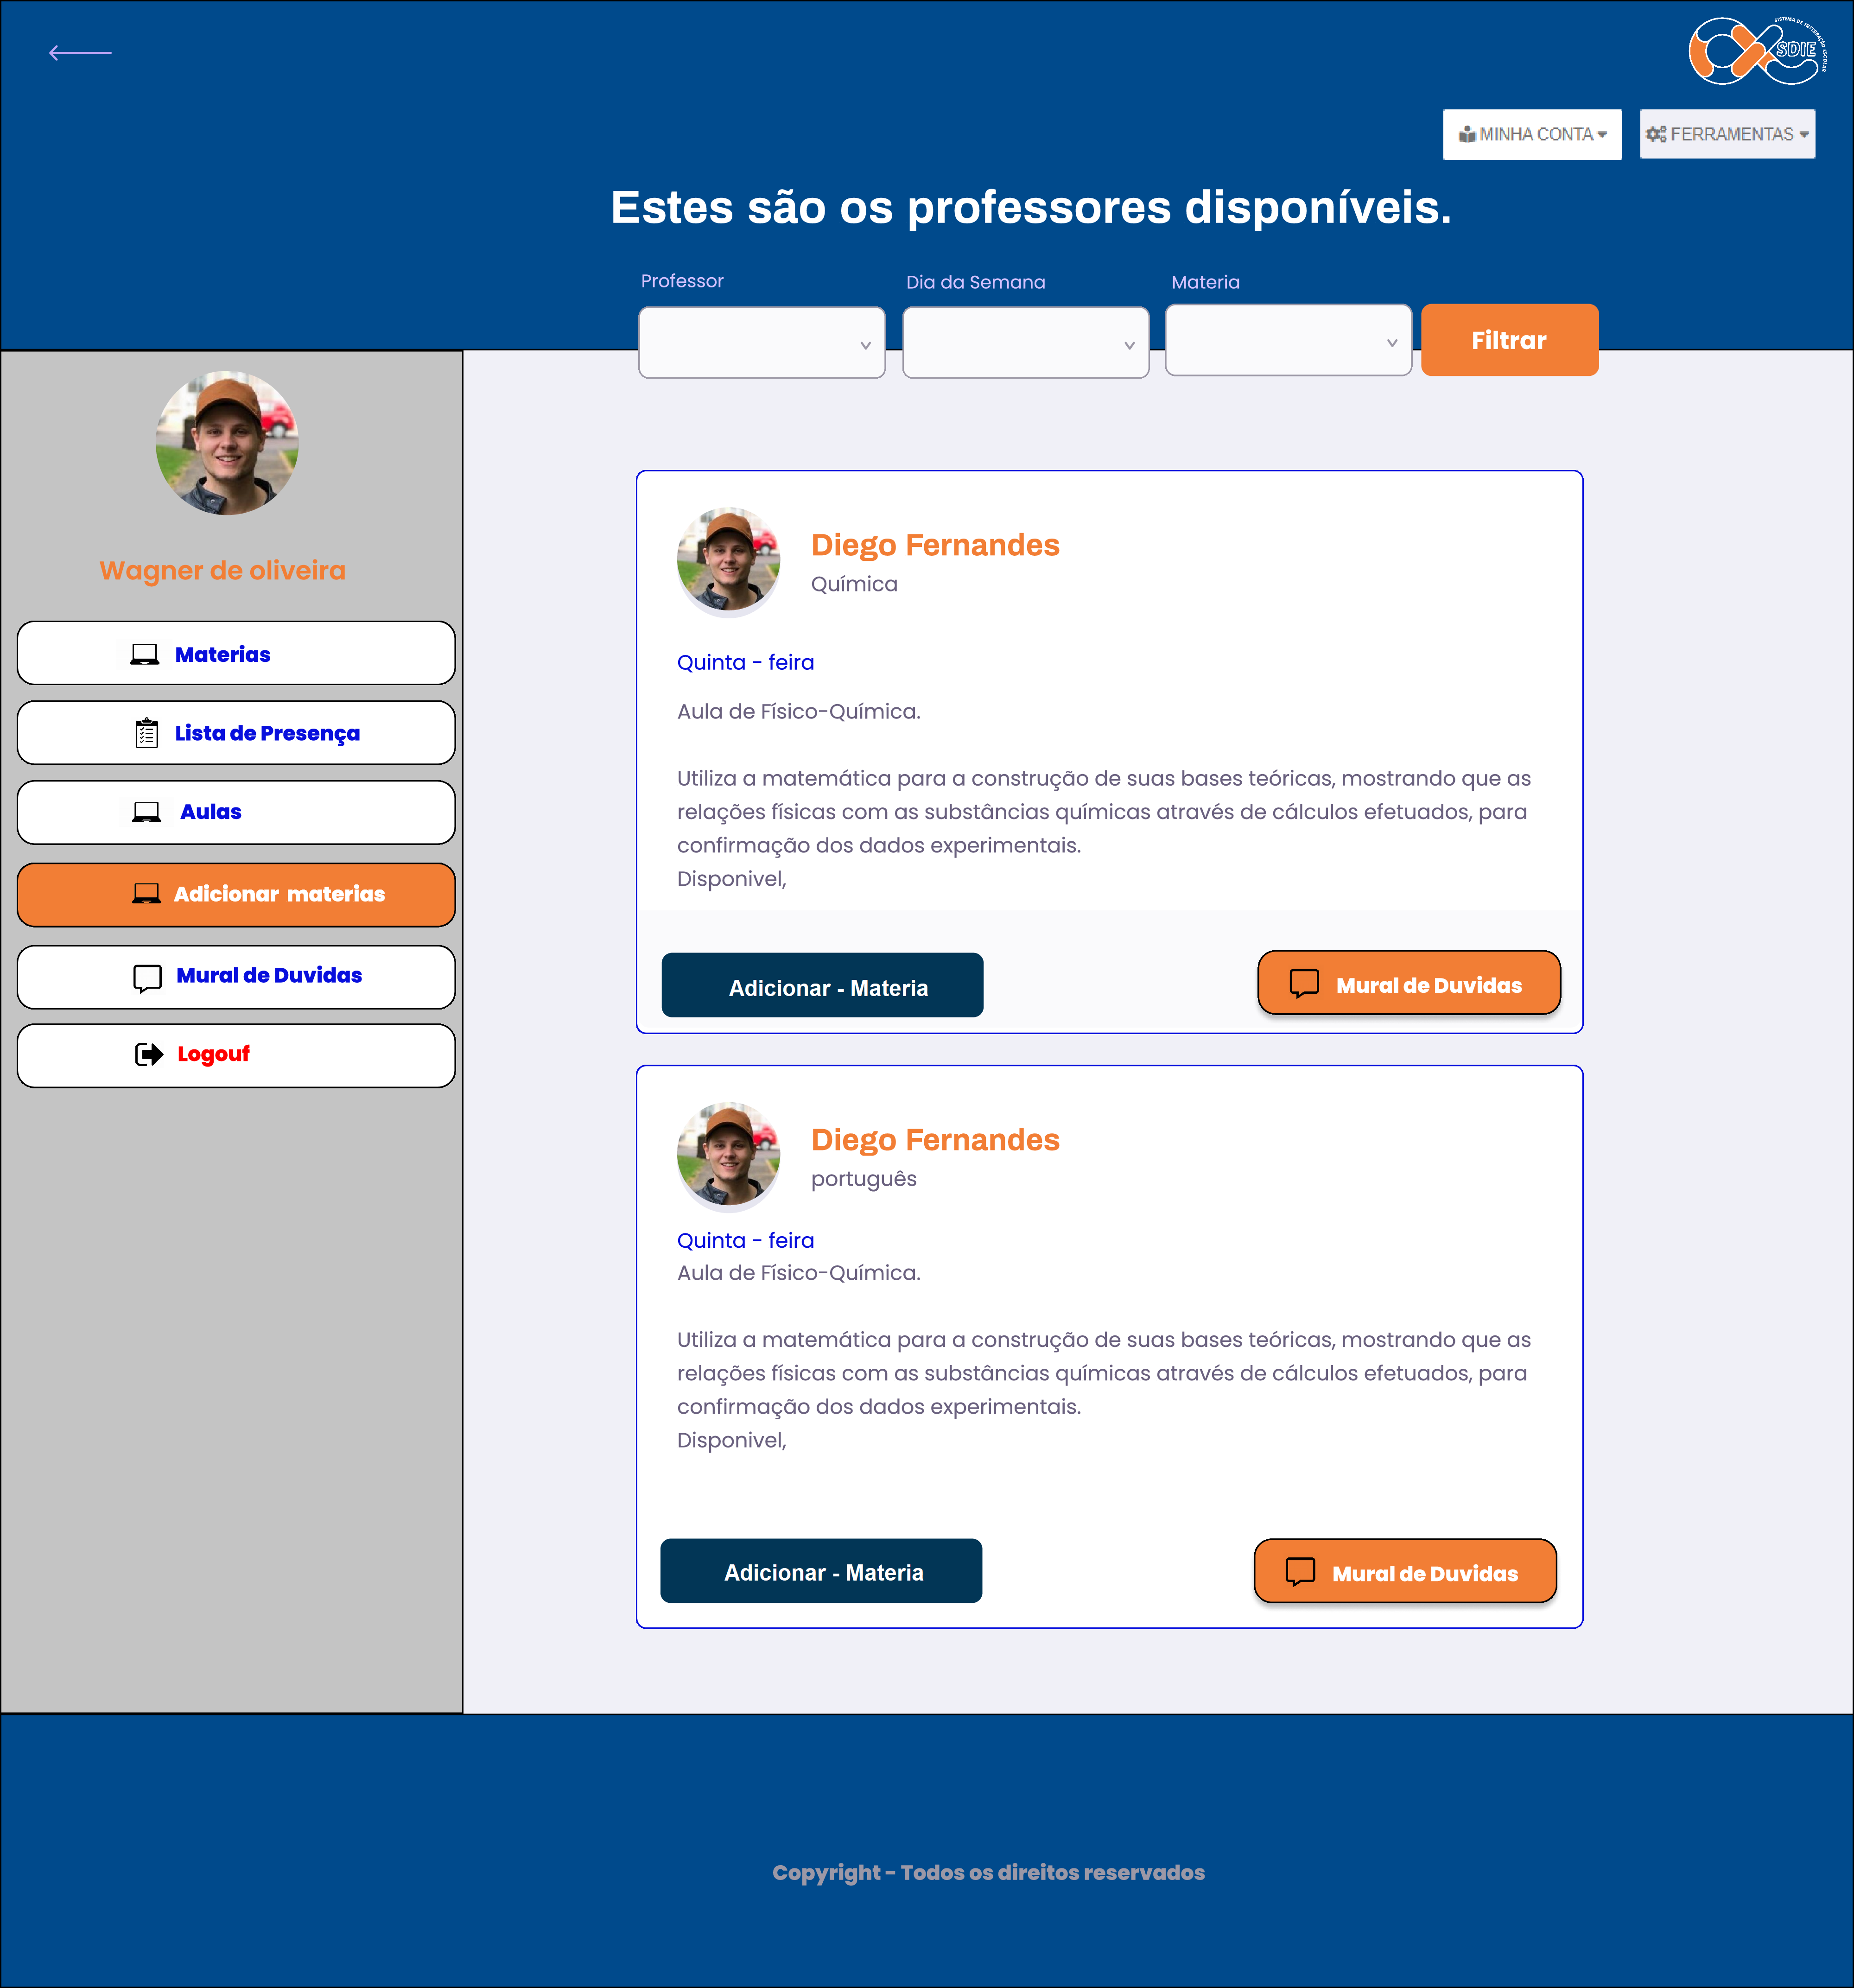 SISTEMA DE INTEGRAÇÃO ESCOLAR
SDIE
MINHA CONTA
FERRAMENTAS
Estes são os professores disponíveis.
Professor
Dia da Semana
Materia
Filtrar
Wagner de oliveira
Materias
Lista de Presença
Aulas
Adicionar materias
Mural de Duvidas
Logouf
Diego Fernandes
Química
Quinta - feira
Aula de Físico-Química.
Utiliza a matemática para a construção de suas bases teóricas, mostrando que as
relações físicas com as substâncias químicas através de cálculos efetuados, para
confirmação dos dados experimentais.
Disponivel,
Adicionar - Materia
Mural de Duvidas
Diego Fernandes
português
Quinta - feira
Aula de Físico-Química.
Utiliza a matemática para a construção de suas bases teóricas, mostrando que as
relações físicas com as substâncias químicas através de cálculos efetuados, para
confirmação dos dados experimentais.
Disponivel,
Adicionar - Materia
Mural de Duvidas
Copyright - Todos os direitos reservados